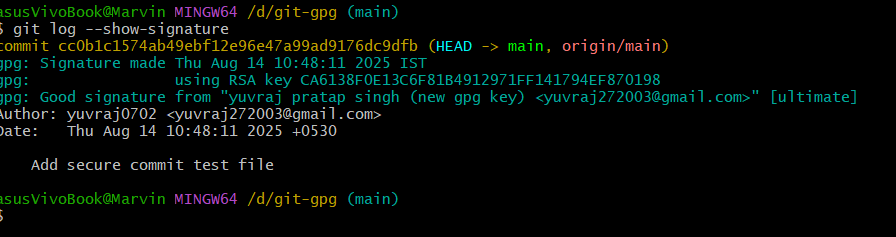 asusVivoBook@Marvin MINGW64 /d/git-gpg (main)
$ git log --show-signature
commit cc0b1c1574ab49ebf12e96e47a99ad9176dc9dfb (HEAD -> main, origin/main)
gpg: Signature made Thu Aug 14 10:48:11 2025 IST
gpg:                using RSA key CA6138F0E13C6F81B4912971FF141794EF870198
gpg: Good signature from "yuvraj pratap singh (new gpg key) <yuvraj272003@gmail.com>" [ultimate]
Author: yuvraj0702 <yuvraj272003@gmail.com>
Date:   Thu Aug 14 10:48:11 2025 +0530
    Add secure commit test file
asusVivoBook@Marvin MINGW64 /d/git-gpg (main)
$